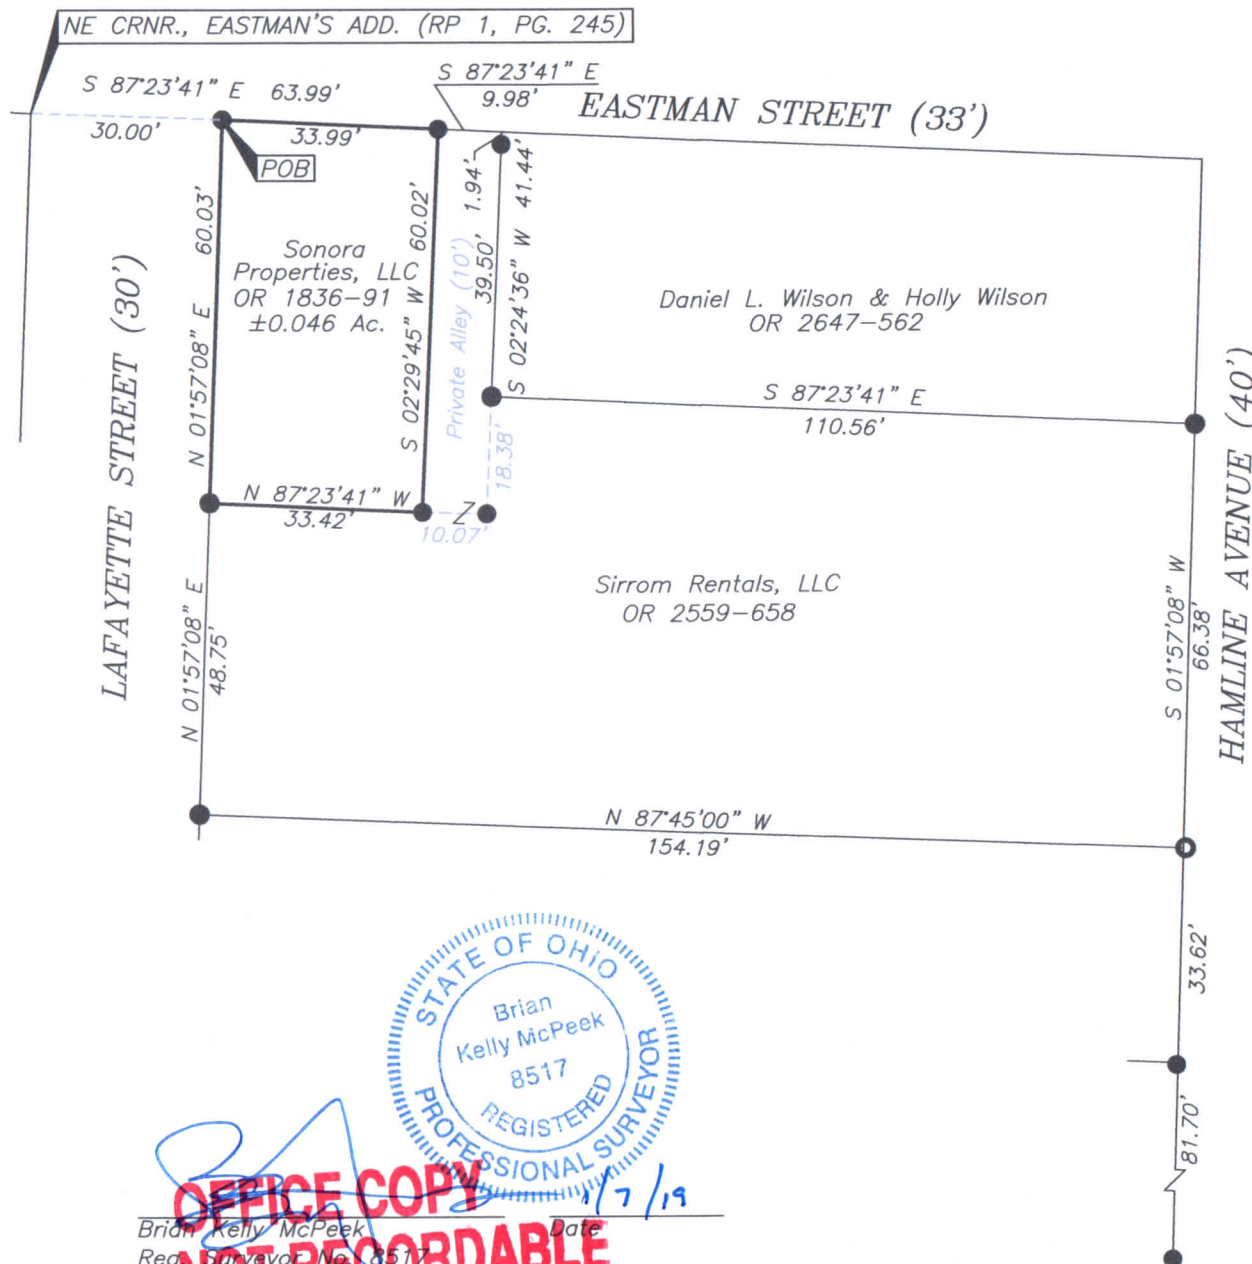 NE CRNR., EASTMAN'S ADD. (RP 1, PG. 245)
S 87°23'41" E 63.99'
30.00'
33.99'
S 87°23'41" E
9.98'
EASTMAN STREET (33')
POB
N 01°57'08" E 60.03'
Sonora
Properties, LLC
OR 1836-91
±0.046 Ac.
S 02°29'45" W 60.02'
Private Alley (10')
39.50' 1.94'
S 02°24'36" W 41.44'
Daniel L. Wilson & Holly Wilson
OR 2647-562
S 87°23'41" E
110.56'
18.38'
N 87°23'41" W
33.42'
Z
10.07'
LAFAYETTE STREET (30')
HAMLINE AVENUE (40')
Sirrom Rentals, LLC
OR 2559-658
N 01°57'08" E
48.75'
S 01°57'08" W
66.38'
N 87°45'00" W
154.19'
33.62'
81.70'
STATE OF OHIO
Brian
Kelly McPeek
8517
REGISTERED
PROFESSIONAL SURVEYOR
OFFICE COPY
1/7/19
Brian Kelly McPeek
Date
Reg. Surveyor No. 8517
NOT RECORDABLE